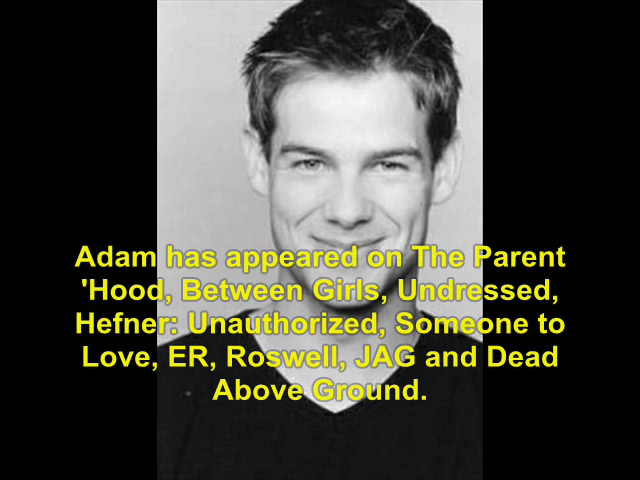 Adam has appeared on The Parent
'Hood, Between Girls, Undressed,
Hefner: Unauthorized, Someone to
Love, ER, Roswell, JAG and Dead
Above Ground.